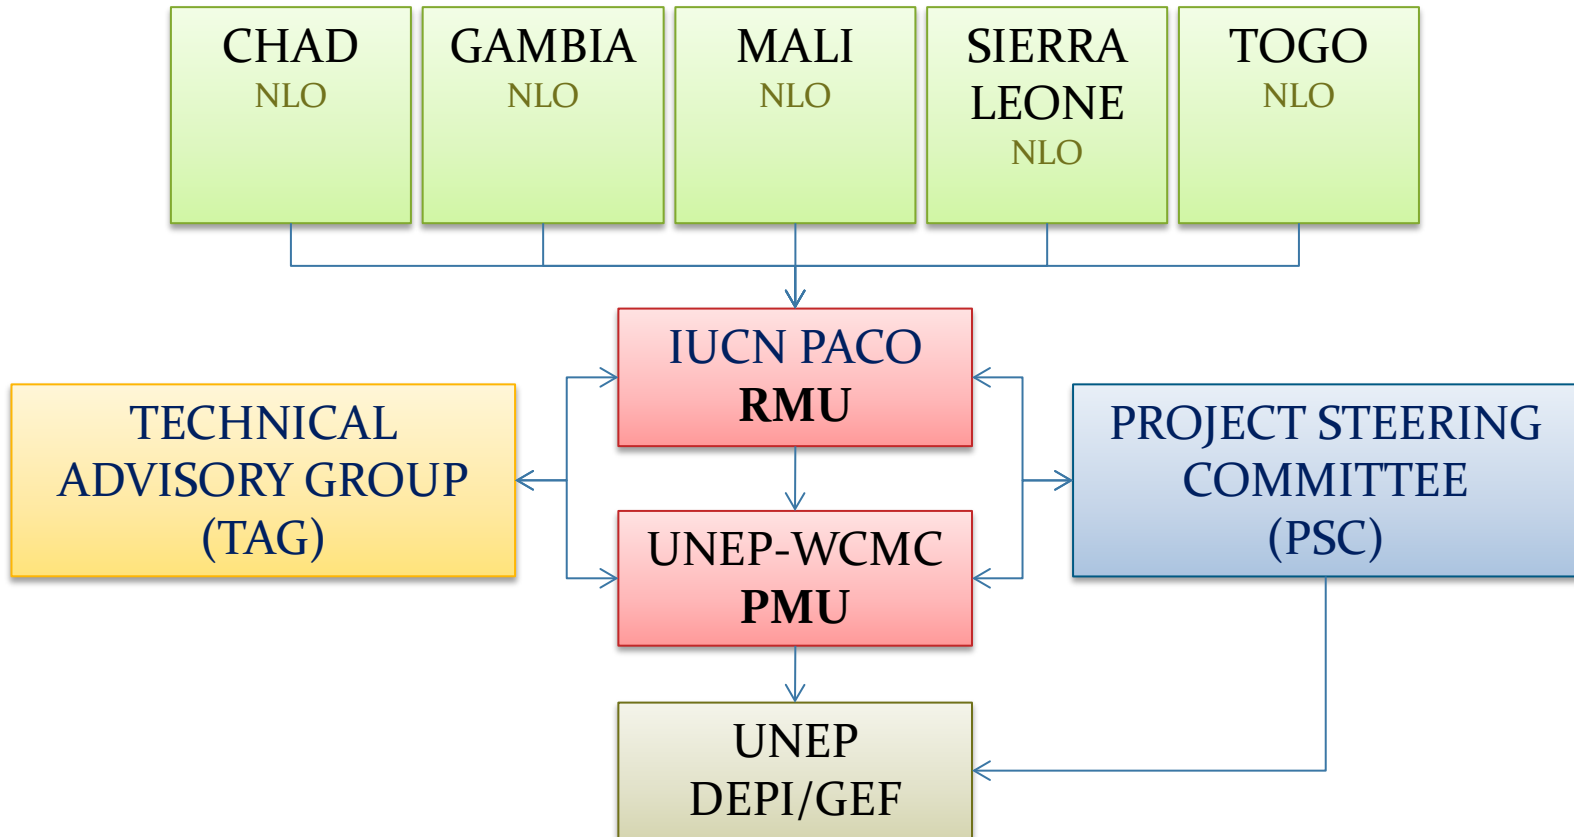 CHAD
NLO
GAMBIA
NLO
MALI
NLO
SIERRA
LEONE
NLO
TOGO
NLO
IUCN PACO
RMU
TECHNICAL
ADVISORY GROUP
(TAG)
PROJECT STEERING
COMMITTEE
(PSC)
UNEP-WCMC
PMU
UNEP
DEPI/GEF